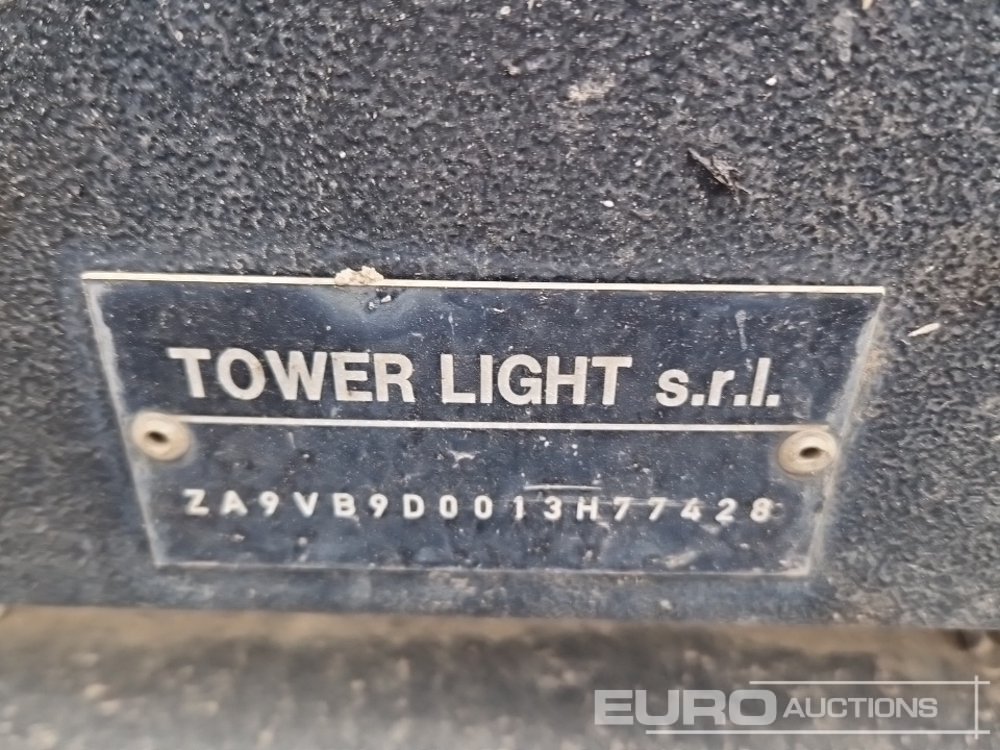 TOWER LIGHT s.r.l.
ZA9VB9D0013H77428
EURO AUCTIONS